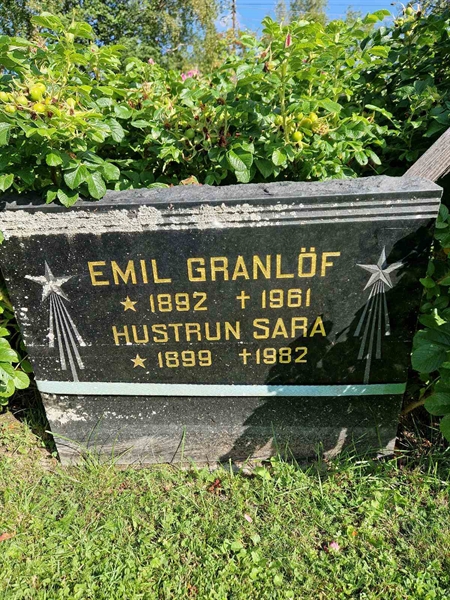 EMIL GRANLÖF
★ 1892 † 1961
HUSTRUN SARA
★ 1899 † 1982